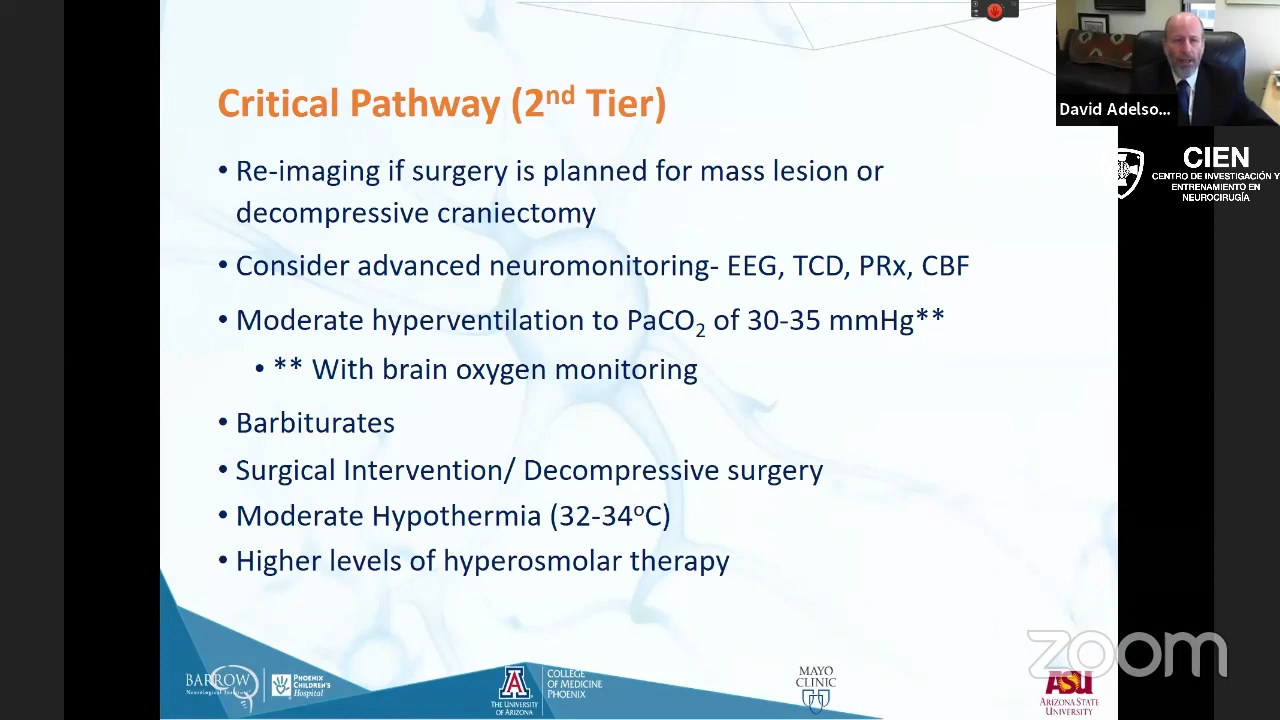 Critical Pathway (2nd Tier)
• Re-imaging if surgery is planned for mass lesion or
decompressive craniectomy
• Consider advanced neuromonitoring- EEG, TCD, PRx, CBF
• Moderate hyperventilation to PaCO2 of 30-35 mmHg**
• ** With brain oxygen monitoring
• Barbiturates
• Surgical Intervention/ Decompressive surgery
• Moderate Hypothermia (32-34°C)
• Higher levels of hyperosmolar therapy
David Adelso...
CIEN
CENTRO DE INVESTIGACIÓN Y
ENTRENAMIENTO EN
NEUROCIRUGÍA
zoom
BARROW
Neurological Institute
PHOENIX
CHILDREN'S
Hospital
THE UNIVERSITY
OF ARIZONA
COLLEGE
OF MEDICINE
PHOENIX
MAYO
CLINIC
ASU
ARIZONA STATE
UNIVERSITY